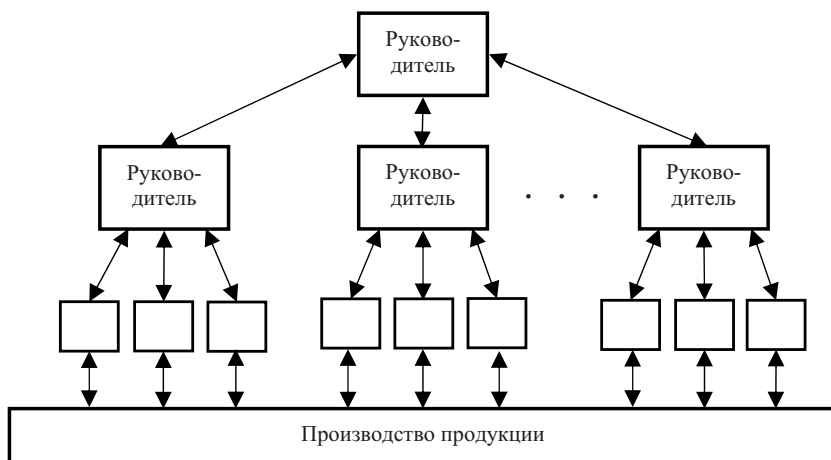 Руково-
дитель
Руково-
дитель
Руково-
дитель
. . .
Руково-
дитель
Производство продукции